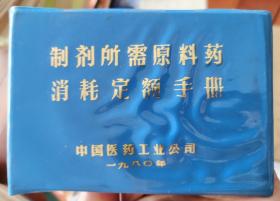 制剂所需原料药
消耗定额手册
中国医药工业公司
一九八〇年